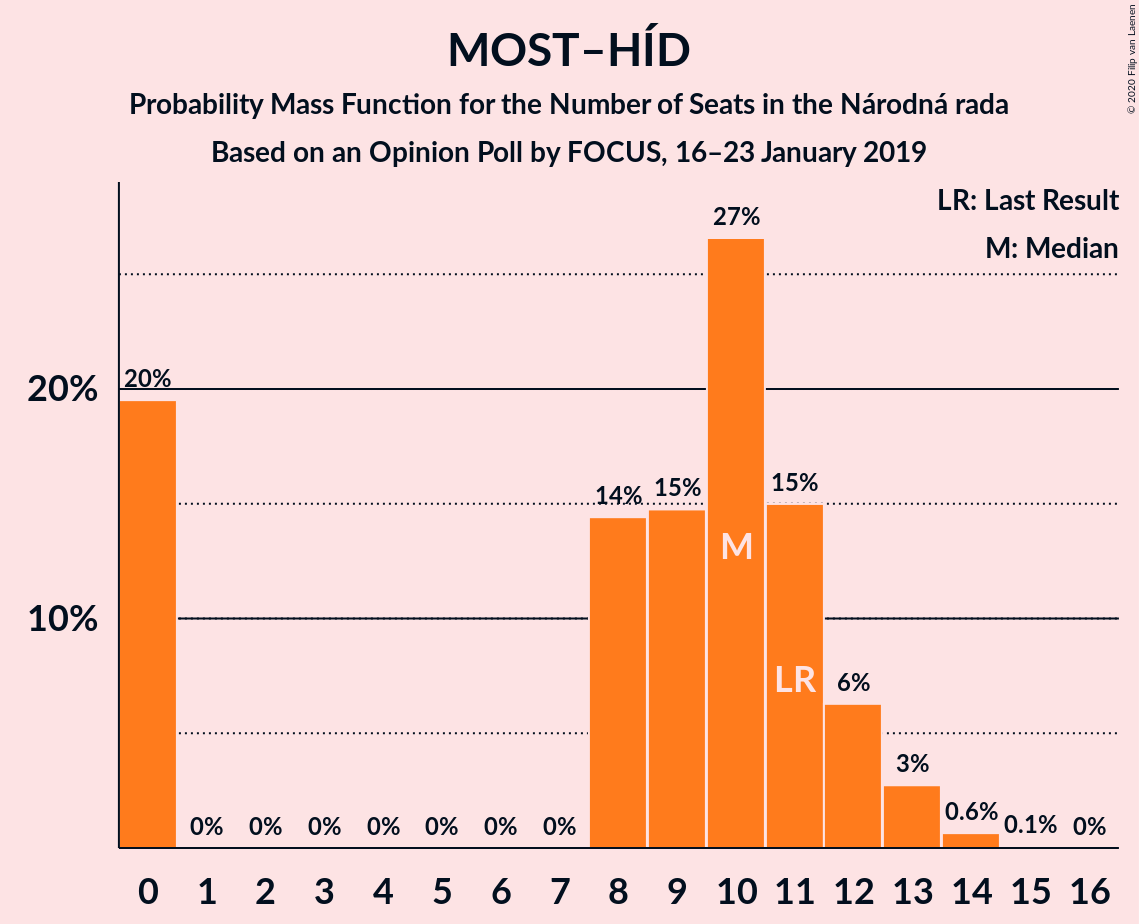 MOST–HÍD
Probability Mass Function for the Number of Seats in the Národná rada
Based on an Opinion Poll by FOCUS, 16–23 January 2019
© 2020 Filip van Laenen
LR: Last Result
M: Median
20%
10%
20%
0%
0%
0%
0%
0%
0%
0%
14%
15%
27%
15%
6%
3%
0.6%
0.1%
0%
M
LR
0 1 2 3 4 5 6 7 8 9 10 11 12 13 14 15 16